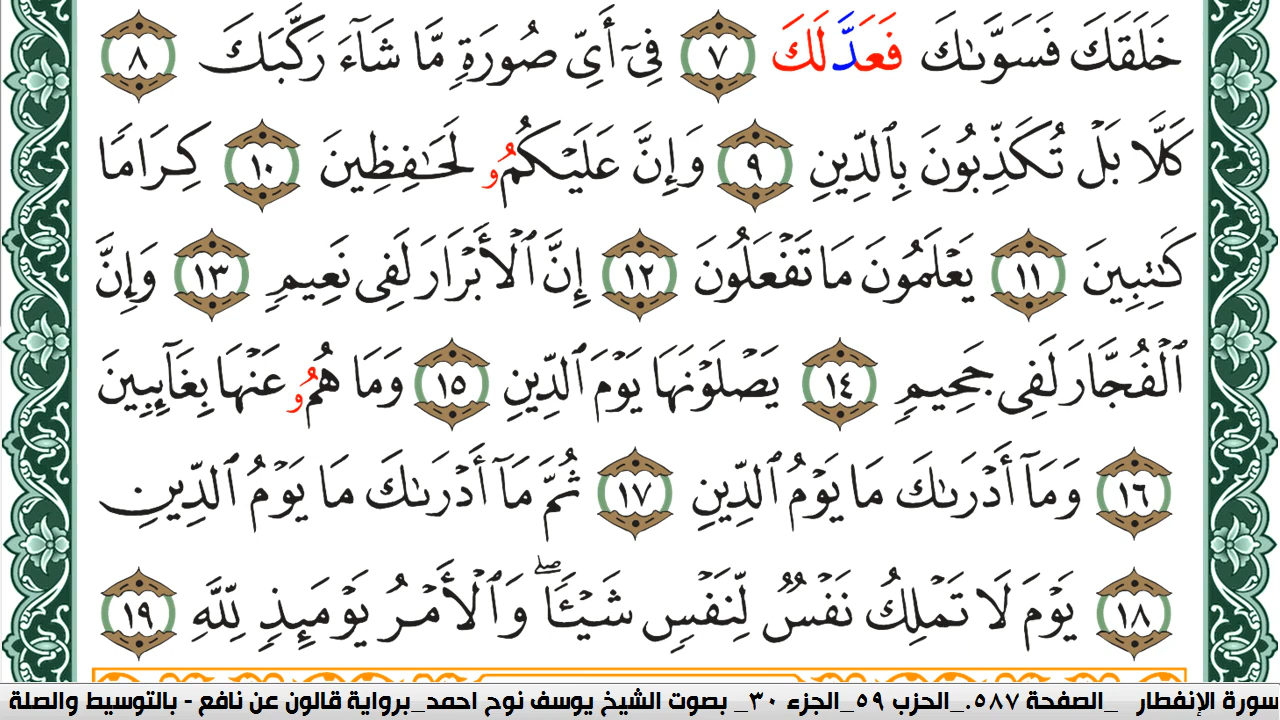 خَلَقَكَ فَسَوَّىٰكَ فَعَدَّلَكَ ٧ فِىٓ أَىِّ صُورَةٍ مَّا شَآءَ رَكَّبَكَ ٨
كَلَّا بَلْ تُكَذِّبُونَ بِٱلدِّينِ ٩ وَإِنَّ عَلَيْكُمُۥ لَحَـٰفِظِينَ ١٠ كِرَامًا
كَـٰتِبِينَ ١١ يَعْلَمُونَ مَا تَفْعَلُونَ ١٢ إِنَّ ٱلْأَبْرَارَ لَفِى نَعِيمٍ ١٣ وَإِنَّ
ٱلْفُجَّارَ لَفِى جَحِيمٍ ١٤ يَصْلَوْنَهَا يَوْمَ ٱلدِّينِ ١٥ وَمَا هُمُۥ عَنْهَا بِغَآئِبِينَ
١٦ وَمَآ أَدْرَىٰكَ مَا يَوْمُ ٱلدِّينِ ١٧ ثُمَّ مَآ أَدْرَىٰكَ مَا يَوْمُ ٱلدِّينِ
١٨ يَوْمَ لَا تَمْلِكُ نَفْسٌ لِّنَفْسٍ شَيْـًٔا ۖ وَٱلْأَمْرُ يَوْمَئِذٍ لِّلَّهِ ١٩
سورة الإنفطار _الصفحة ٥٨٧._الحزب ٥٩_الجزء ٣٠_ بصوت الشيخ يوسف نوح احمد_برواية قالون عن نافع - بالتوسيط والصلة